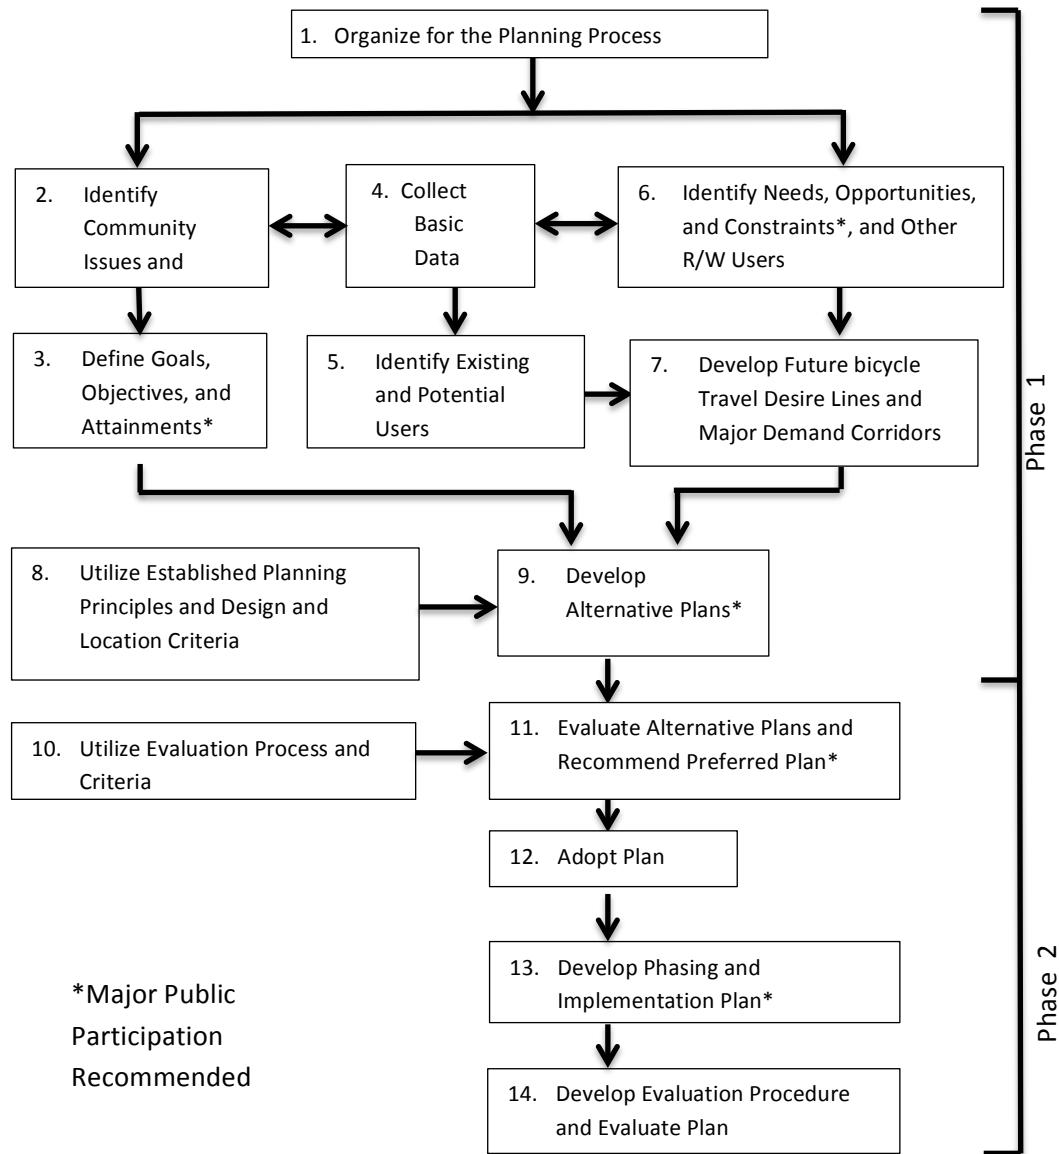 1. Organize for the Planning Process
2. Identify
Community
Issues and
4. Collect
Basic
Data
6. Identify Needs, Opportunities,
and Constraints*, and Other
R/W Users
3. Define Goals,
Objectives, and
Attainments*
5. Identify Existing
and Potential
Users
7. Develop Future bicycle
Travel Desire Lines and
Major Demand Corridors
Phase 1
8. Utilize Established Planning
Principles and Design and
Location Criteria
9. Develop
Alternative Plans*
10. Utilize Evaluation Process and
Criteria
11. Evaluate Alternative Plans and
Recommend Preferred Plan*
12. Adopt Plan
13. Develop Phasing and
Implementation Plan*
14. Develop Evaluation Procedure
and Evaluate Plan
Phase 2
*Major Public
Participation
Recommended